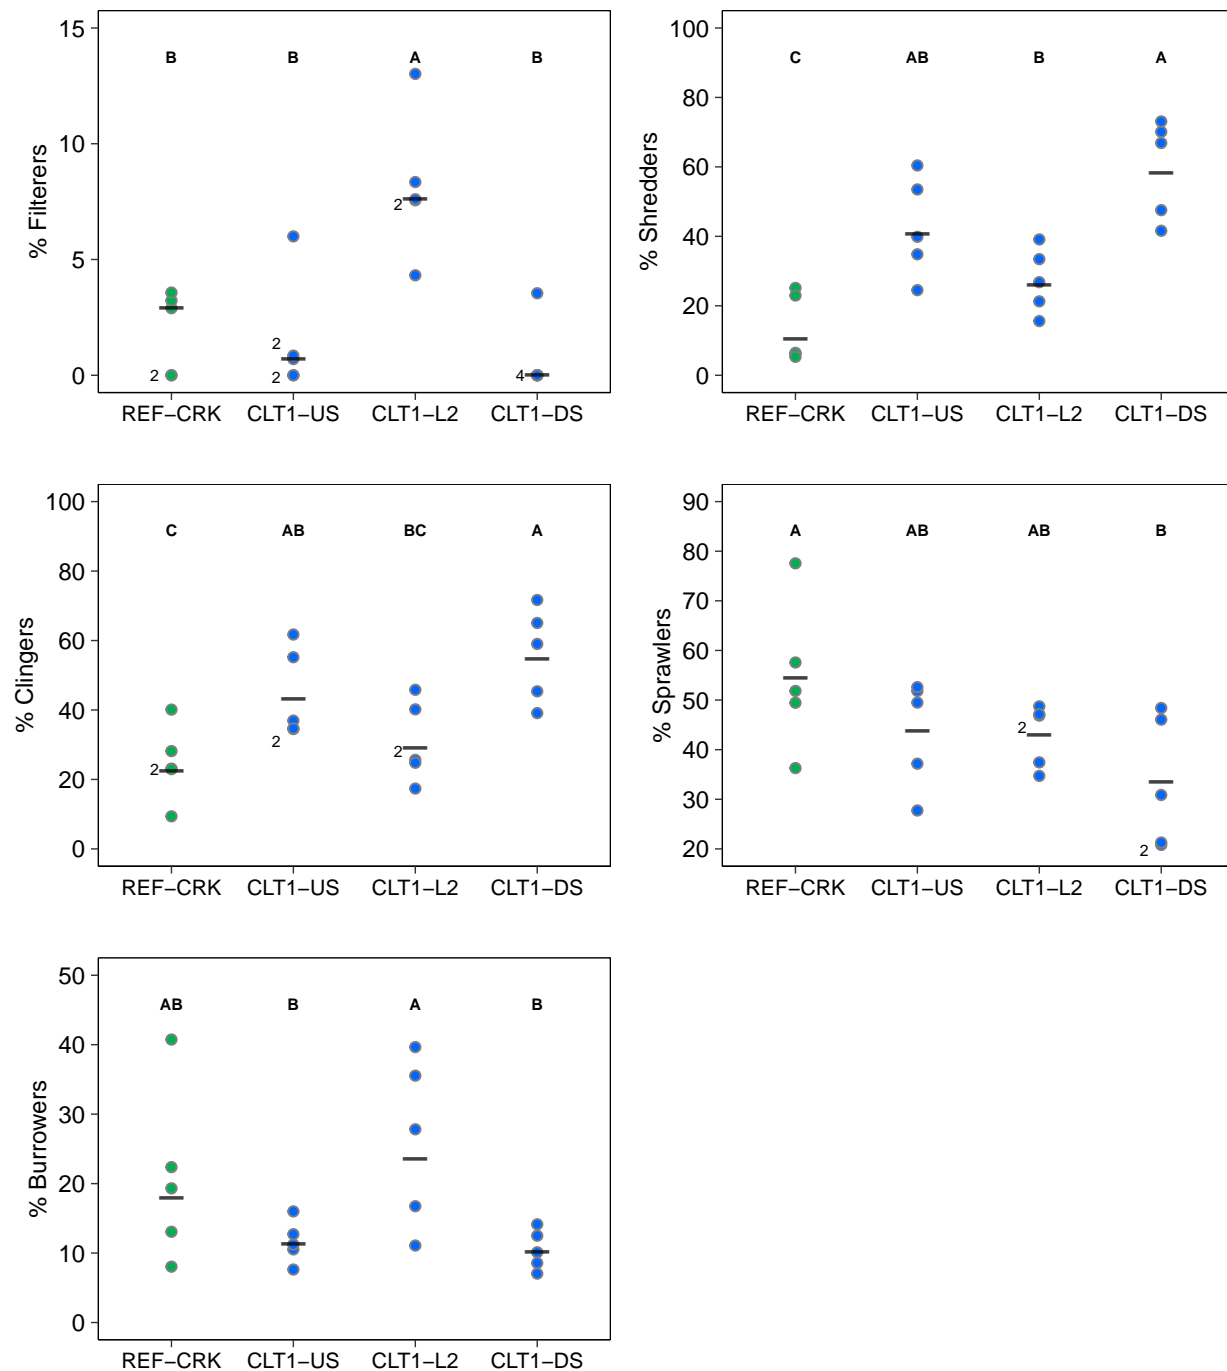 % Filterers
15
10
5
0
B B A B
2
2
2
2
4
REF−CRK CLT1−US CLT1−L2 CLT1−DS
% Shredders
100
80
60
40
20
0
C AB B A
REF−CRK CLT1−US CLT1−L2 CLT1−DS
% Clingers
100
80
60
40
20
0
C AB BC A
2
2
2
REF−CRK CLT1−US CLT1−L2 CLT1−DS
% Sprawlers
90
80
70
60
50
40
30
20
A AB AB B
2
2
REF−CRK CLT1−US CLT1−L2 CLT1−DS
% Burrowers
50
40
30
20
10
0
AB B A B
REF−CRK CLT1−US CLT1−L2 CLT1−DS